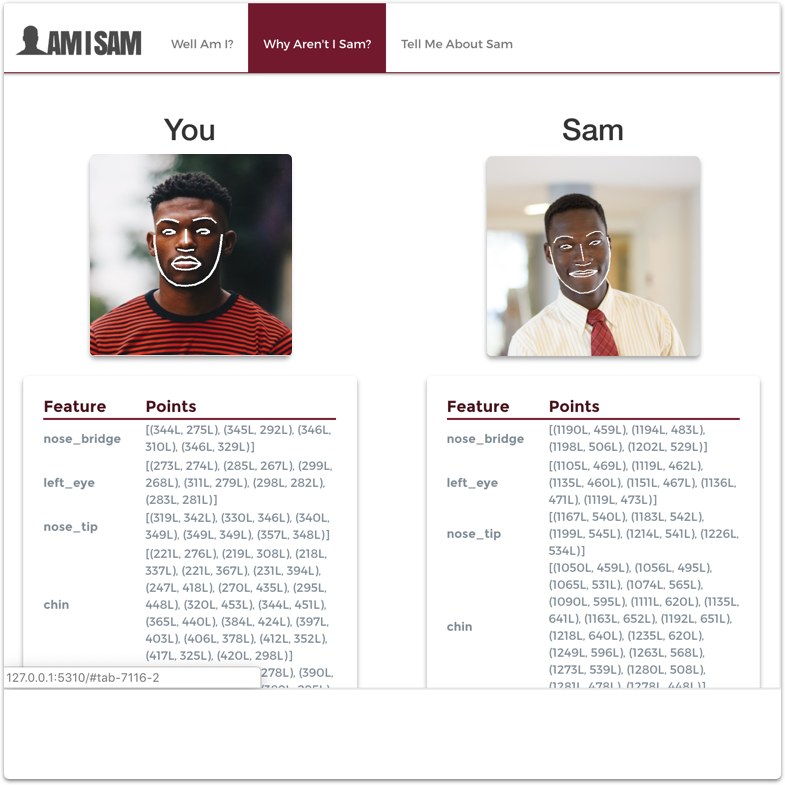 AM I SAM
Well Am I?
Why Aren't I Sam?
Tell Me About Sam
You
Sam
Feature Points
nose_bridge
[(344L, 275L), (345L, 292L), (346L,
310L), (346L, 329L)]
left_eye
[(273L, 274L), (285L, 267L), (299L,
268L), (311L, 279L), (298L, 282L),
(283L, 281L)]
nose_tip
[(319L, 342L), (330L, 346L), (340L,
349L), (349L, 349L), (357L, 348L)]
chin
[(221L, 276L), (219L, 308L), (218L,
337L), (221L, 367L), (231L, 394L),
(247L, 418L), (270L, 435L), (295L,
448L), (320L, 453L), (344L, 451L),
(365L, 440L), (384L, 424L), (397L,
403L), (406L, 378L), (412L, 352L),
(417L, 325L), (420L, 298L)]
278L), (390L,
Feature Points
nose_bridge
[(1190L, 459L), (1194L, 483L),
(1198L, 506L), (1202L, 529L)]
left_eye
[(1105L, 469L), (1119L, 462L),
(1135L, 460L), (1151L, 467L), (1136L,
471L), (1119L, 473L)]
nose_tip
[(1167L, 540L), (1183L, 542L),
(1199L, 545L), (1214L, 541L), (1226L,
534L)]
chin
[(1050L, 459L), (1056L, 495L),
(1065L, 531L), (1074L, 565L),
(1090L, 595L), (1111L, 620L), (1135L,
641L), (1163L, 652L), (1192L, 651L),
(1218L, 640L), (1235L, 620L),
(1249L, 596L), (1263L, 568L),
(1273L, 539L), (1280L, 508L),
(1281L, 478L), (1278L, 448L)]
127.0.0.1:5310/#tab-7116-2